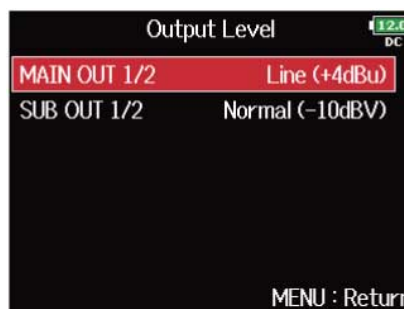 Output Level
12.0
DC
MAIN OUT 1/2 Line (+4dBu)
SUB OUT 1/2 Normal (−10dBV)
MENU : Return